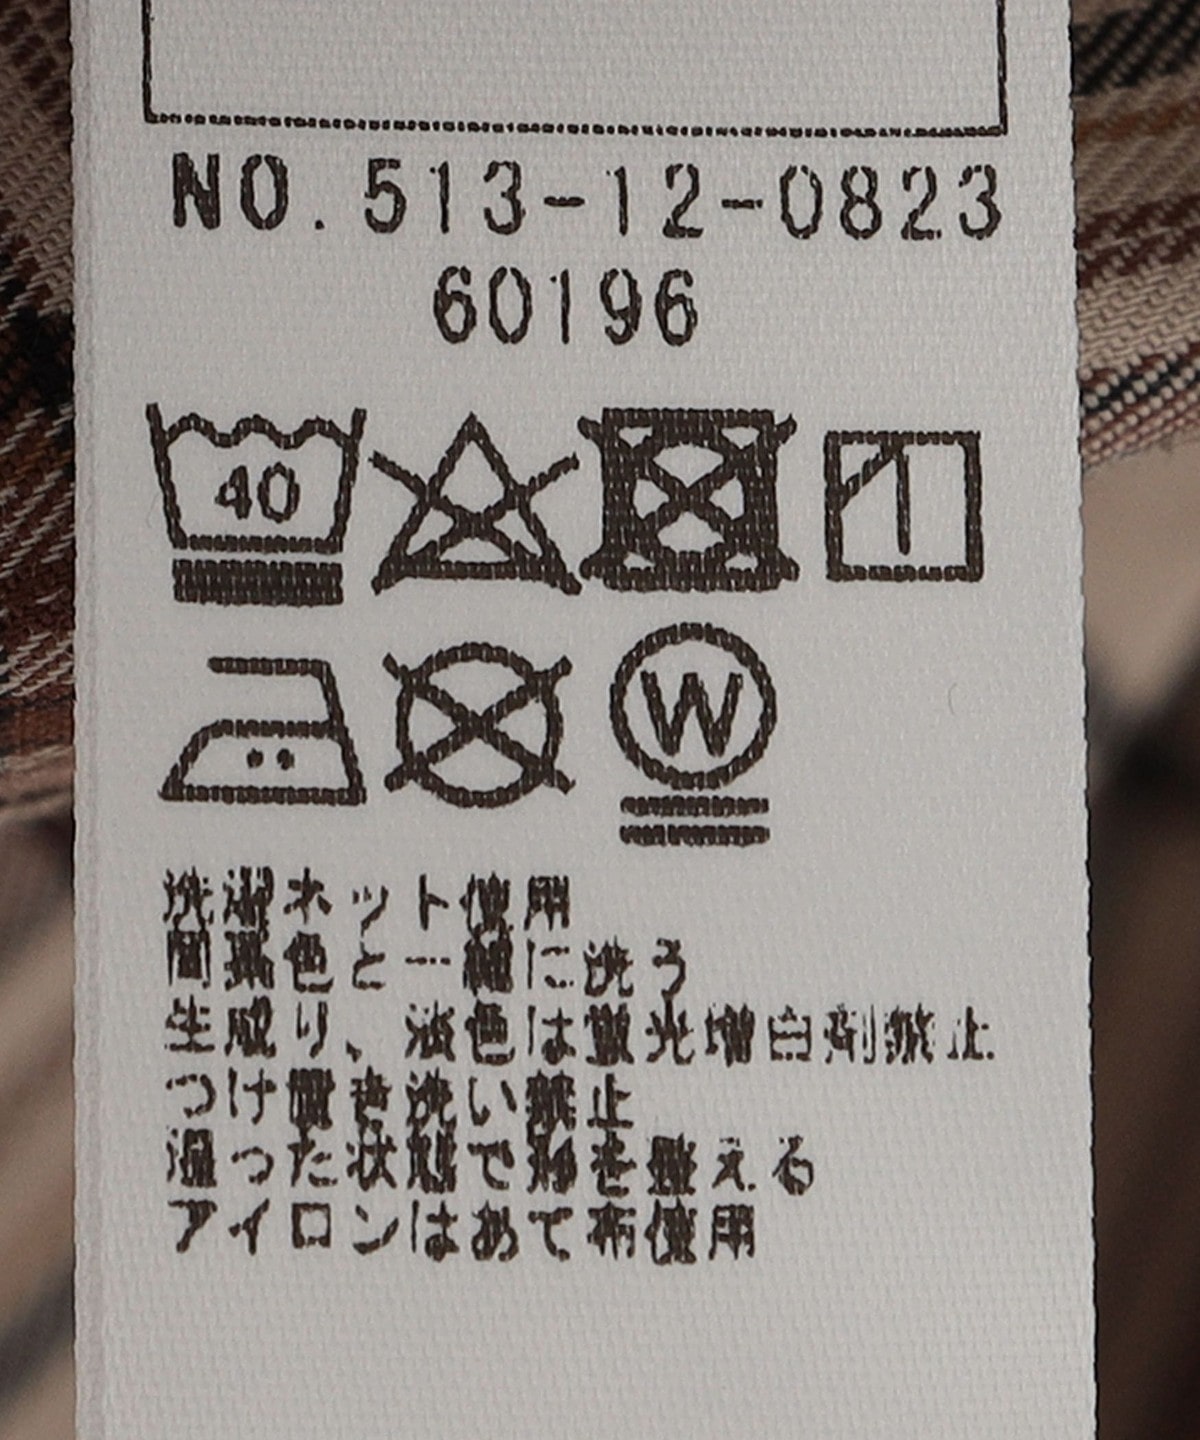 NO. 513-12-0823
60196
40
W
洗濯ネット使用
同系色と一緒に洗う
生成り、淡色は蛍光増白剤禁止
つけ置き洗い禁止
湿った状態で形を整える
アイロンはあて布使用